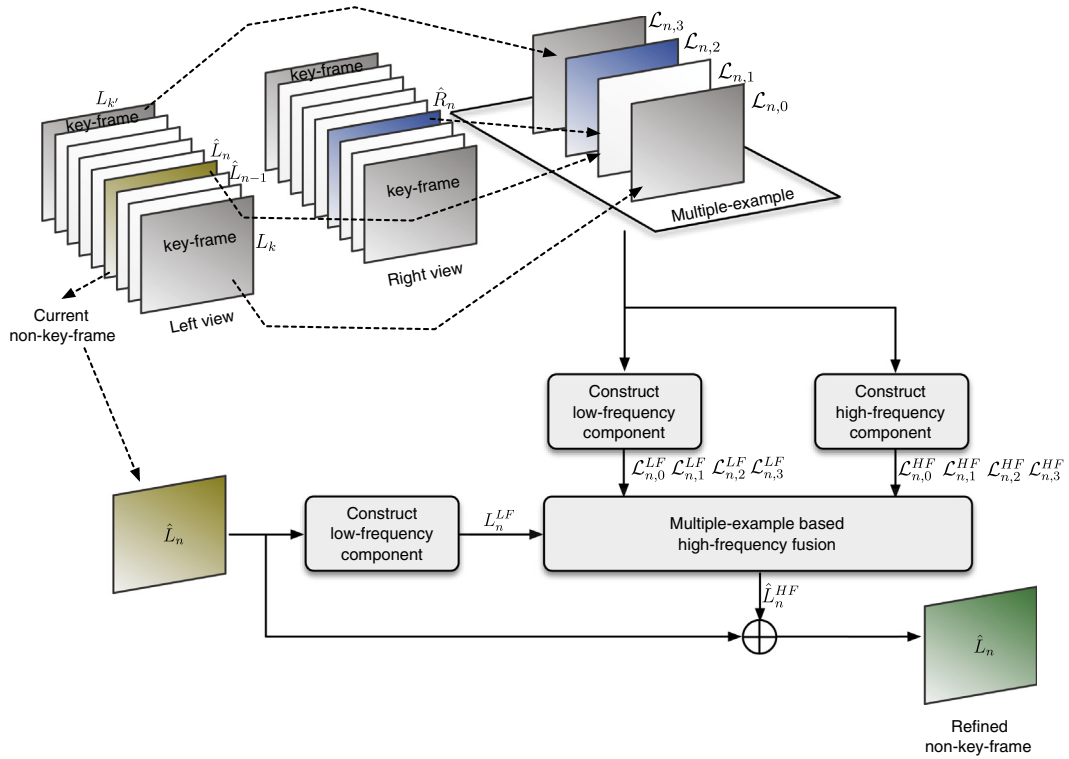 key-frame
$L_{k'}$
key-frame
$\hat{L}_n$
$\hat{L}_{n-1}$
key-frame
$L_k$
Left view
$\hat{R}_n$
key-frame
Right view
$\mathcal{L}_{n,3}$
$\mathcal{L}_{n,2}$
$\mathcal{L}_{n,1}$
$\mathcal{L}_{n,0}$
Multiple-example
Current
non-key-frame
Construct
low-frequency
component
Construct
high-frequency
component
$\mathcal{L}_{n,0}^{LF}$ $\mathcal{L}_{n,1}^{LF}$ $\mathcal{L}_{n,2}^{LF}$ $\mathcal{L}_{n,3}^{LF}$
$\mathcal{L}_{n,0}^{HF}$ $\mathcal{L}_{n,1}^{HF}$ $\mathcal{L}_{n,2}^{HF}$ $\mathcal{L}_{n,3}^{HF}$
$\hat{L}_n$
Construct
low-frequency
component
$L_n^{LF}$
Multiple-example based
high-frequency fusion
$\hat{L}_n^{HF}$
$\hat{L}_n$
Refined
non-key-frame